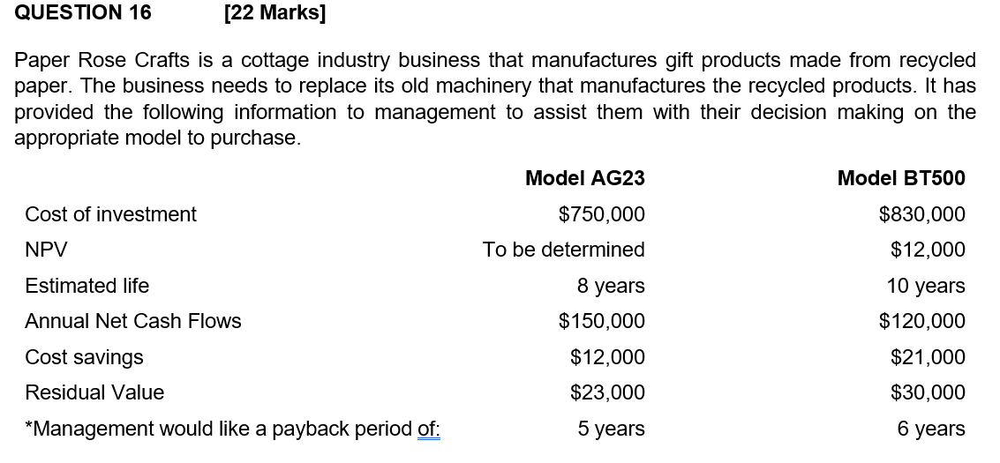 QUESTION 16 [22 Marks]
Paper Rose Crafts is a cottage industry business that manufactures gift products made from recycled
paper. The business needs to replace its old machinery that manufactures the recycled products. It has
provided the following information to management to assist them with their decision making on the
appropriate model to purchase.
Model AG23 Model BT500
Cost of investment $750,000 $830,000
NPV To be determined $12,000
Estimated life 8 years 10 years
Annual Net Cash Flows $150,000 $120,000
Cost savings $12,000 $21,000
Residual Value $23,000 $30,000
*Management would like a payback period of: 5 years 6 years